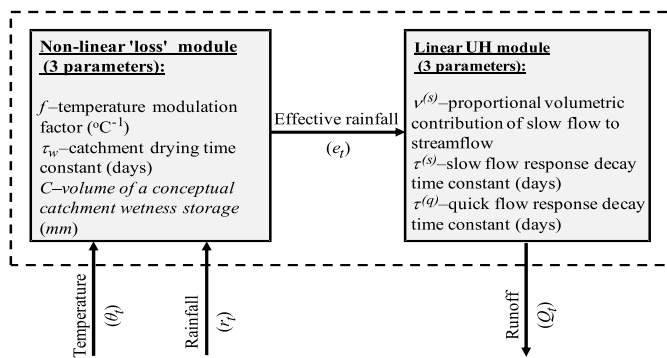 Non-linear 'loss' module
(3 parameters):
f–temperature modulation
factor (ᵒC⁻¹)
τw–catchment drying time
constant (days)
C–volume of a conceptual
catchment wetness storage
(mm)
Effective rainfall
(et)
Linear UH module
(3 parameters):
v⁽ˢ⁾–proportional volumetric
contribution of slow flow to
streamflow
τ⁽ˢ⁾–slow flow response decay
time constant (days)
τ⁽q⁾–quick flow response decay
time constant (days)
Temperature
(θt)
Rainfall
(rt)
Runoff
(Qt)